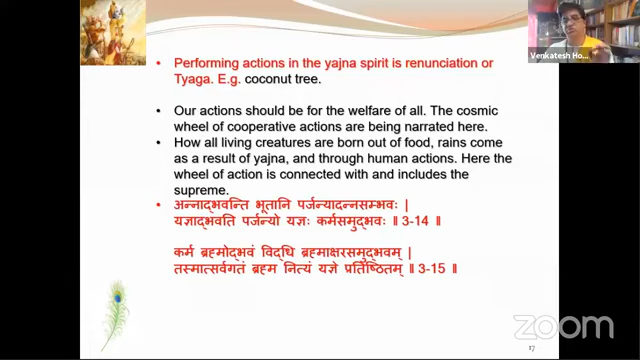 • Performing actions in the yajna spirit is renunciation or
Tyaga. E.g. coconut tree.
• Our actions should be for the welfare of all. The cosmic
wheel of cooperative actions are being narrated here.
• How all living creatures are born out of food, rains come
as a result of yajna, and through human actions. Here the
wheel of action is connected with and includes the
supreme.
• अन्नाद्भवन्ति भूतानि पर्जन्यादन्नसम्भवः |
यज्ञाद्भवति पर्जन्यो यज्ञः कर्मसमुद्भवः ॥ 3-14 ॥
कर्म ब्रह्मोद्भवं विद्धि ब्रह्माक्षरसमुद्भवम् |
तस्मात्सर्वगतं ब्रह्म नित्यं यज्ञे प्रतिष्ठितम् ॥ 3-15 ॥
Venkatesh Ho...
zoom
17